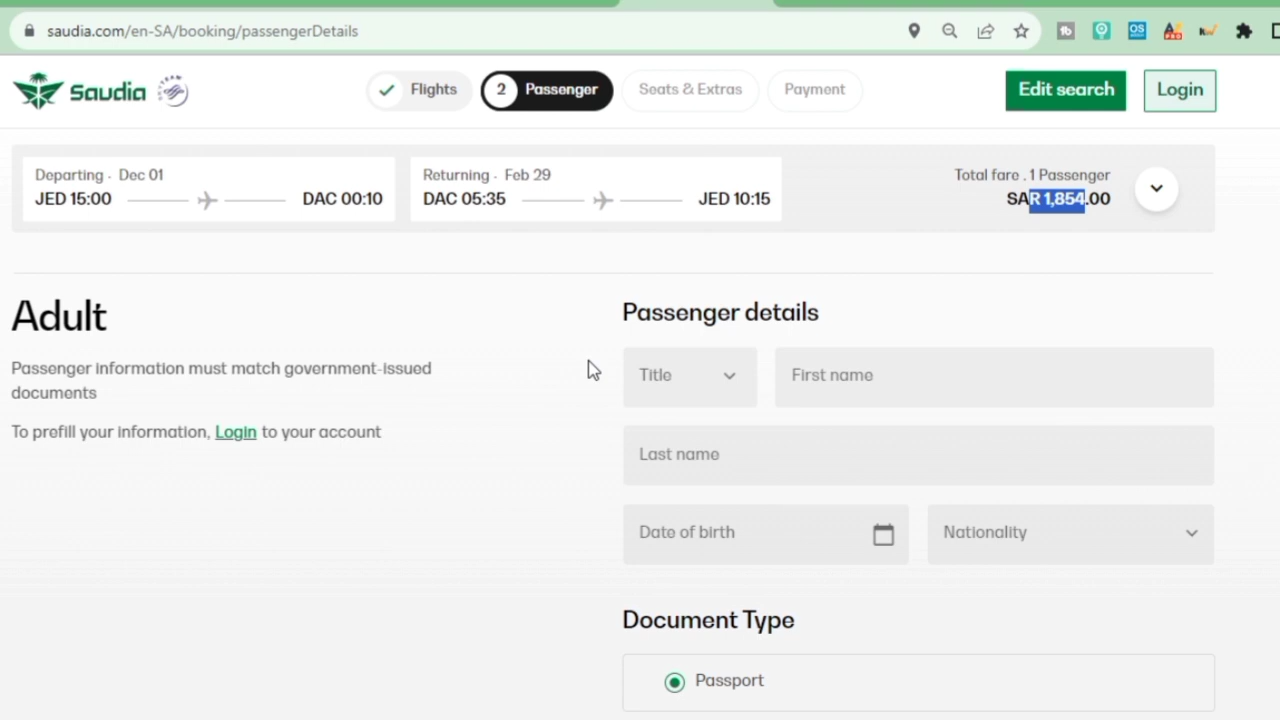 saudia.com/en-SA/booking/passengerDetails
Saudia
Flights
2 Passenger
Seats & Extras
Payment
Edit search
Login
Departing - Dec 01
JED 15:00 DAC 00:10
Returning - Feb 29
DAC 05:35 JED 10:15
Total fare . 1 Passenger
SAR 1,854.00
Adult
Passenger information must match government-issued
documents
To prefill your information, Login to your account
Passenger details
Title
First name
Last name
Date of birth
Nationality
Document Type
Passport